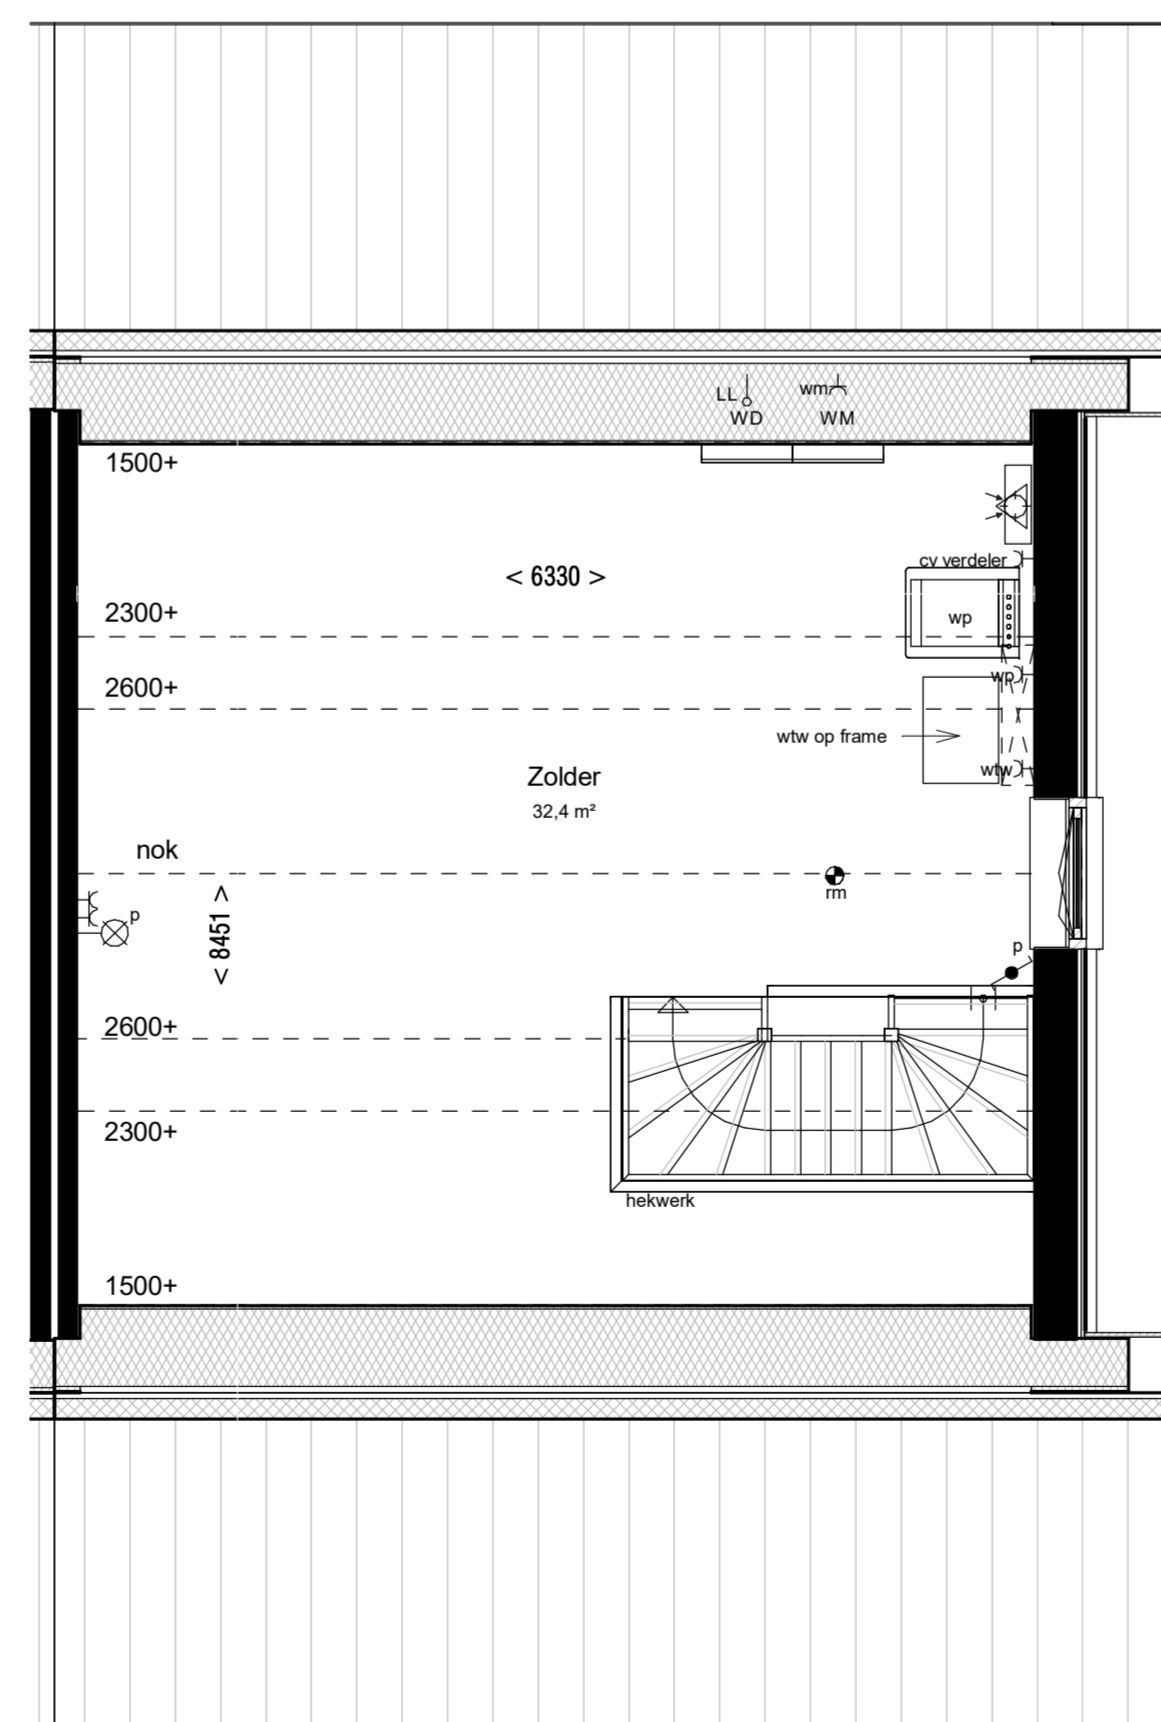 LL
wm
WD
WM
1500+
cv verdeler
< 6330 >
2300+
wp
wp
2600+
wtw op frame
wtw
Zolder
32,4 m²
nok
rm
p
< 8451 >
p
2600+
2300+
hekwerk
1500+